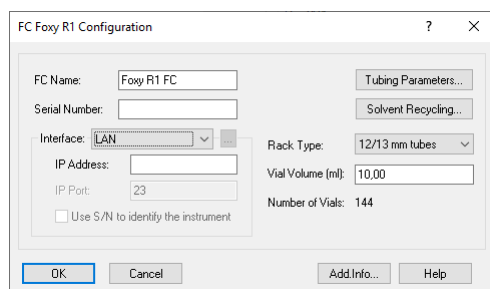 FC Foxy R1 Configuration ? ×
FC Name: Foxy R1 FC
Tubing Parameters...
Serial Number:
Solvent Recycling...
Interface: LAN ...
Rack Type: 12/13 mm tubes
IP Address:
Vial Volume (ml): 10,00
IP Port: 23
Number of Vials: 144
Use S/N to identify the instrument
OK Cancel Add.Info... Help